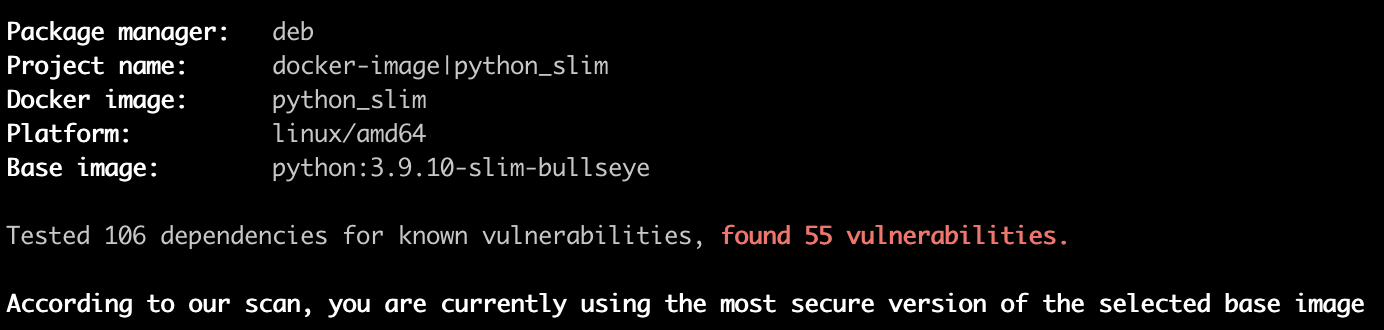 Package manager: deb
Project name: docker-image|python_slim
Docker image: python_slim
Platform: linux/amd64
Base image: python:3.9.10-slim-bullseye
Tested 106 dependencies for known vulnerabilities, found 55 vulnerabilities.
According to our scan, you are currently using the most secure version of the selected base image